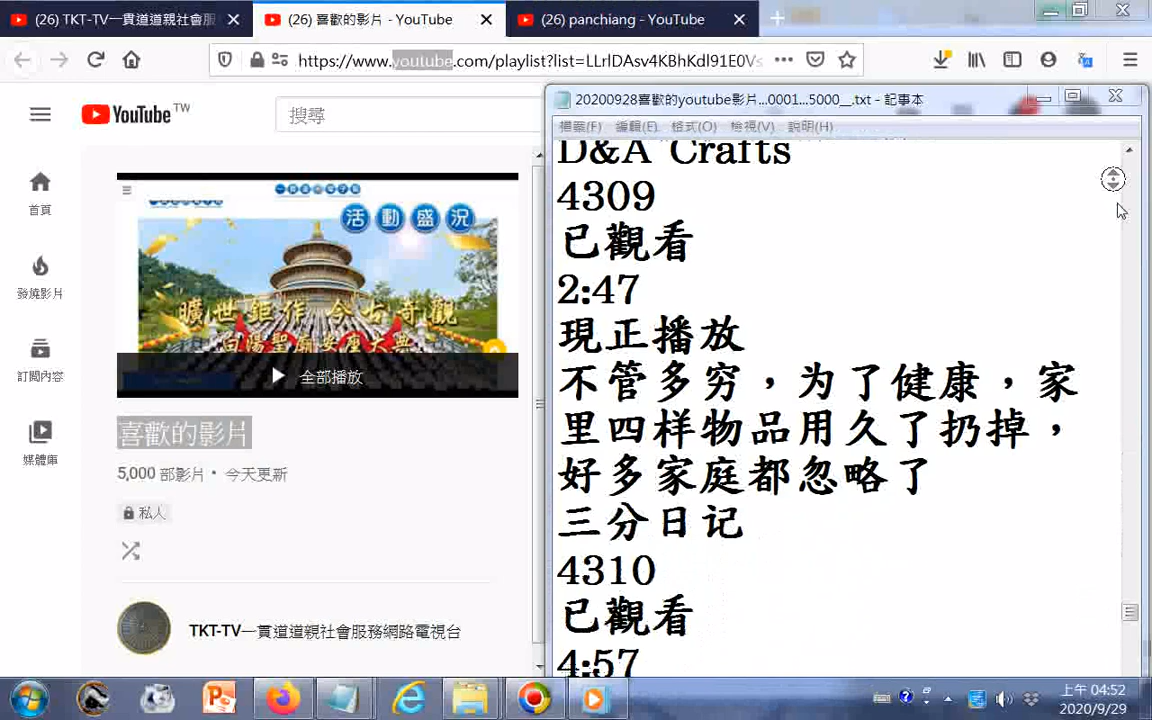 (26) TKT-TV一貫道道親社會服
(26) 喜歡的影片 - YouTube
(26) panchiang - YouTube
https://www.youtube.com/playlist?list=LLrlDAsv4KBhKdl91E0Vs
YouTube TW
搜尋
首頁
發燒影片
訂閱內容
媒體庫
活動盛況
曠世鉅作 今古奇觀
全部播放
喜歡的影片
5,000 部影片・今天更新
私人
TKT-TV一貫道道親社會服務網路電視台
20200928喜歡的youtube影片...0001...5000__.txt - 記事本
檔案(F) 編輯(E) 格式(O) 檢視(V) 說明(H)
D&A Crafts
4309
已觀看
2:47
現正播放
不管多穷，为了健康，家
里四样物品用久了扔掉，
好多家庭都忽略了
三分日记
4310
已觀看
4:57
上午 04:52
2020/9/29